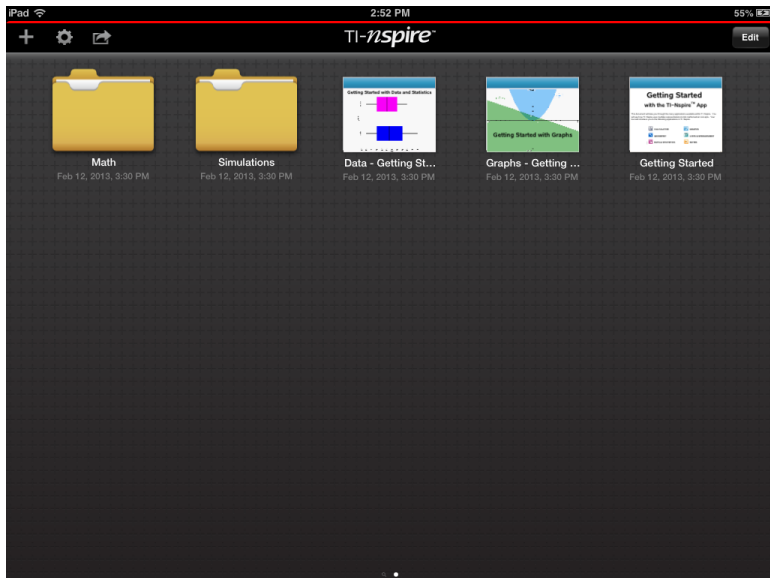 iPad
2:52 PM
55%
TI-nspire™
Edit
Getting Started with Data and Statistics
Getting Started with Graphs
Getting Started
with the TI-Nspire™ App
Math
Simulations
Data - Getting St...
Graphs - Getting ...
Getting Started
Feb 12, 2013, 3:30 PM
Feb 12, 2013, 3:30 PM
Feb 12, 2013, 3:30 PM
Feb 12, 2013, 3:30 PM
Feb 12, 2013, 3:30 PM